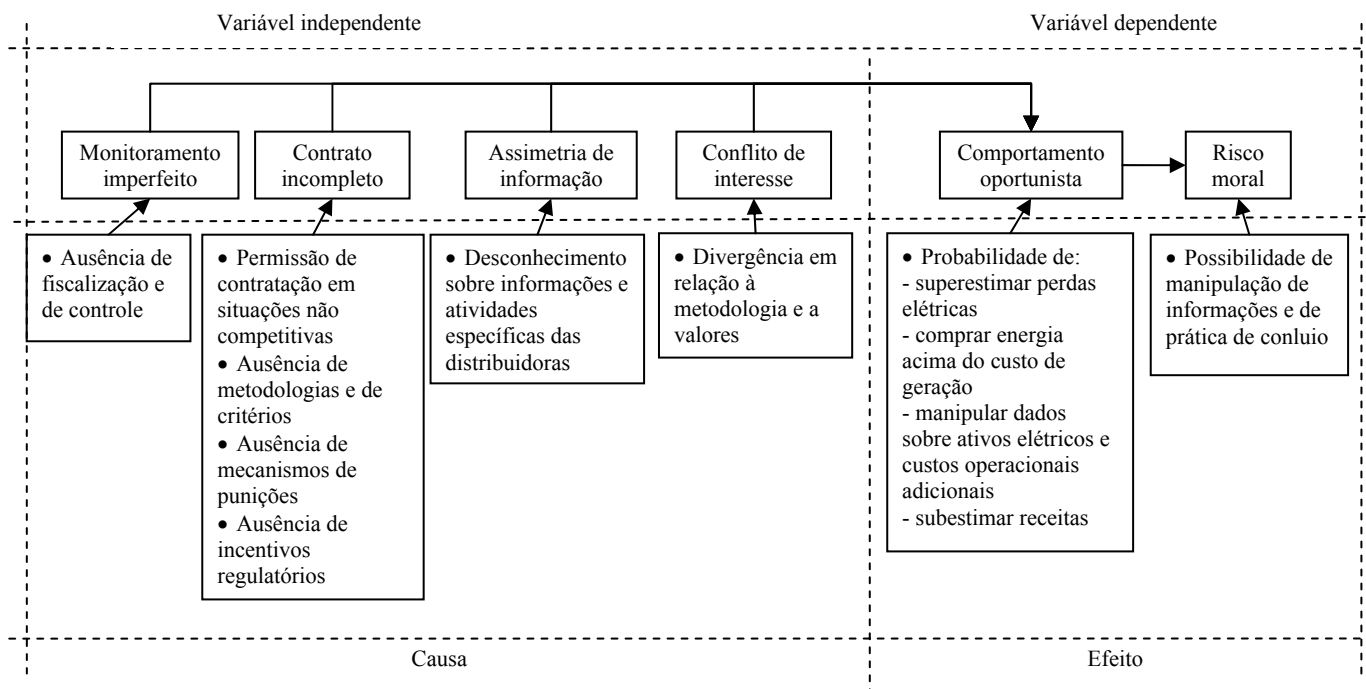 Variável independente
Variável dependente
Monitoramento
imperfeito
Contrato
incompleto
Assimetria de
informação
Conflito de
interesse
Comportamento
oportunista
Risco
moral
• Ausência de
fiscalização e
de controle
• Permissão de
contratação em
situações não
competitivas
• Ausência de
metodologias e de
critérios
• Ausência de
mecanismos de
punições
• Ausência de
incentivos
regulatórios
• Desconhecimento
sobre informações e
atividades
específicas das
distribuidoras
• Divergência em
relação à
metodologia e a
valores
• Probabilidade de:
- superestimar perdas
elétricas
- comprar energia
acima do custo de
geração
- manipular dados
sobre ativos elétricos e
custos operacionais
adicionais
- subestimar receitas
• Possibilidade de
manipulação de
informações e de
prática de conluio
Causa
Efeito